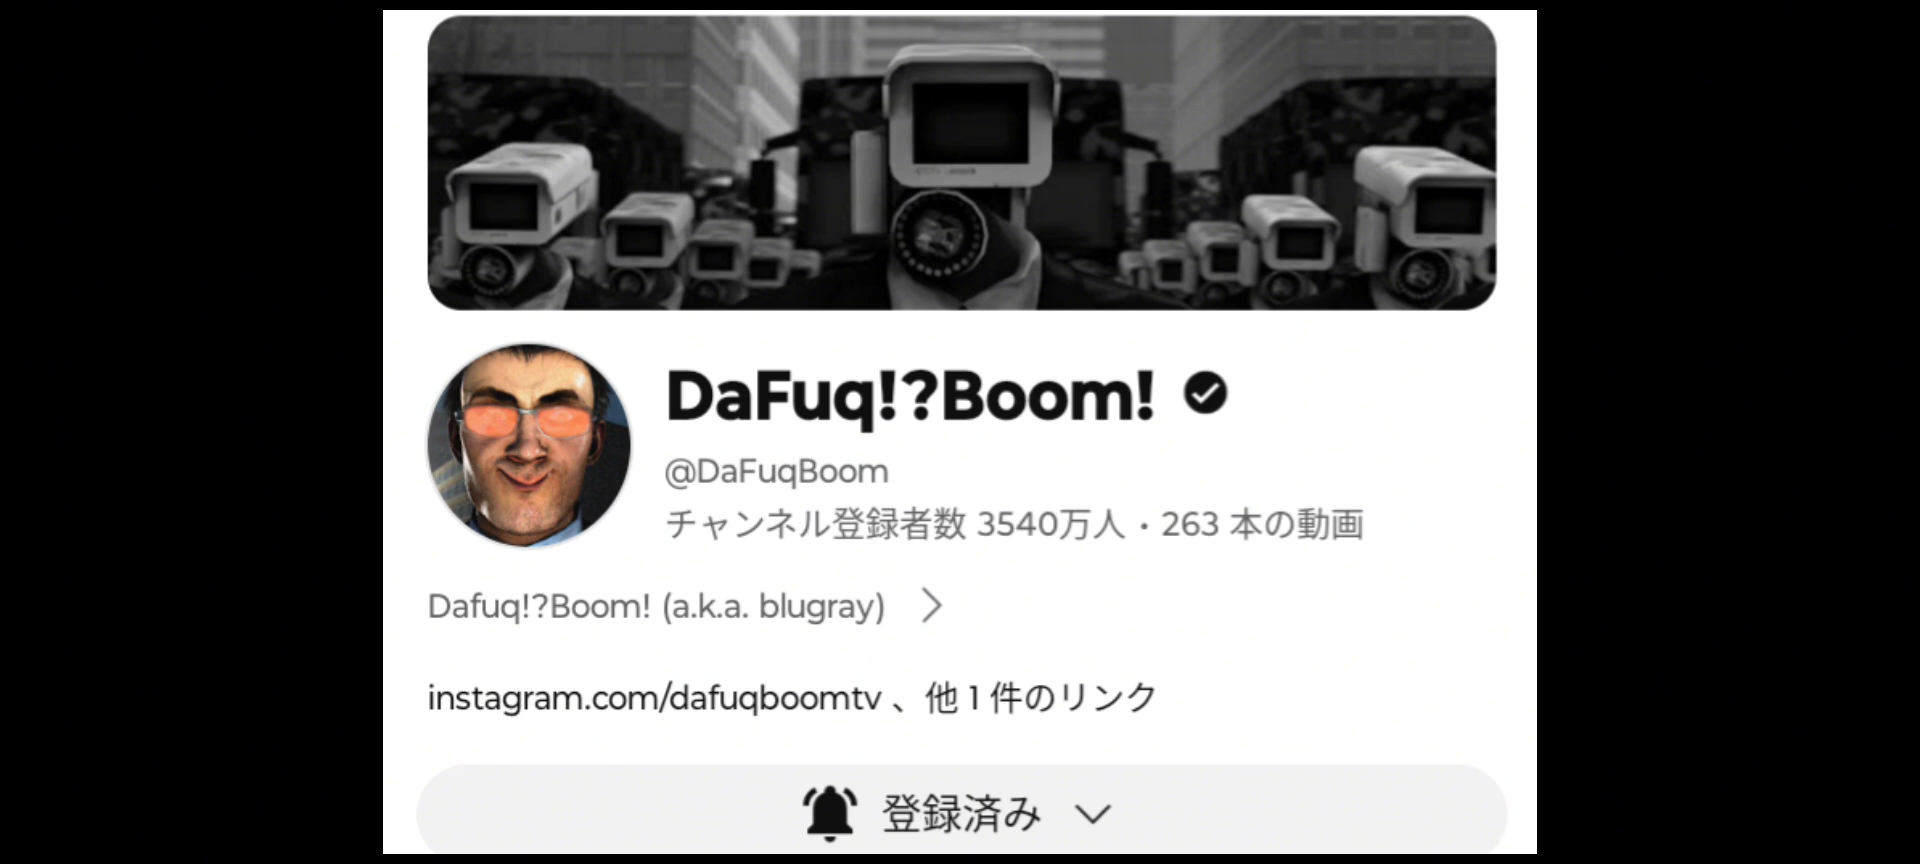 DaFuq!?Boom!
@DaFuqBoom
チャンネル登録者数 3540万人・263 本の動画
Dafuq!?Boom! (a.k.a. blugray)
instagram.com/dafuqboomtv 、他 1 件のリンク
登録済み